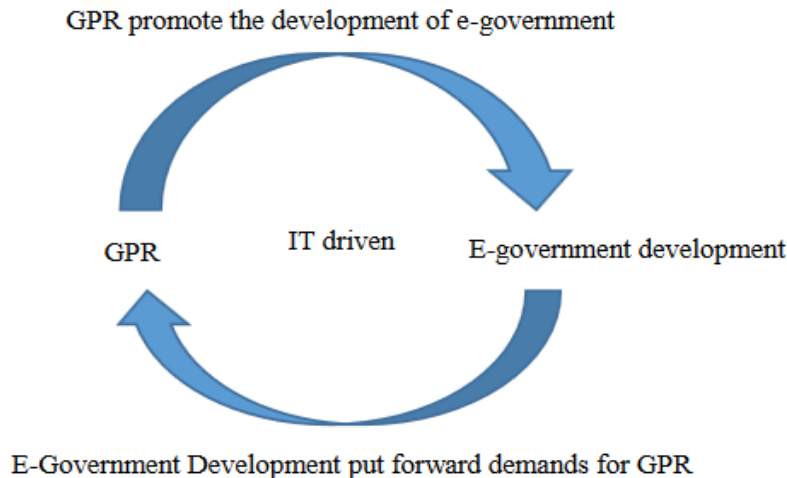 GPR promote the development of e-government
GPR
IT driven
E-government development
E-Government Development put forward demands for GPR